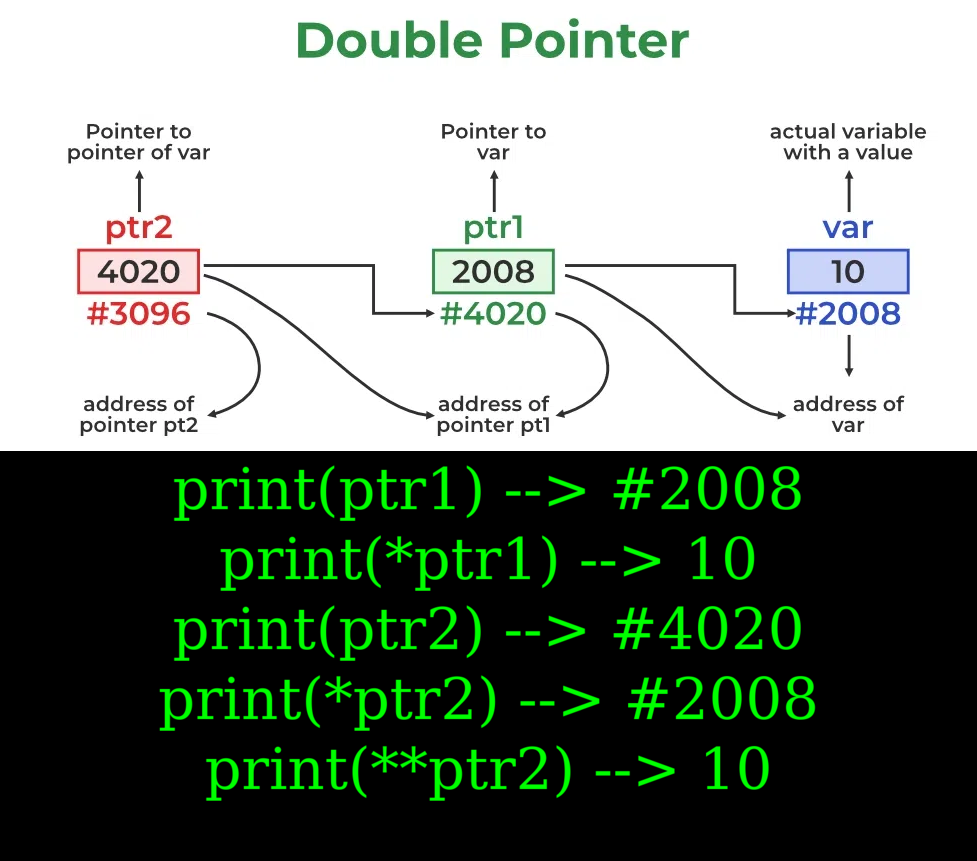 Double Pointer
Pointer to
pointer of var
Pointer to
var
actual variable
with a value
ptr2
ptr1
var
4020
2008
10
#3096
#4020
#2008
address of
pointer pt2
address of
pointer pt1
address of
var
print(ptr1) --> #2008
print(*ptr1) --> 10
print(ptr2) --> #4020
print(*ptr2) --> #2008
print(**ptr2) --> 10